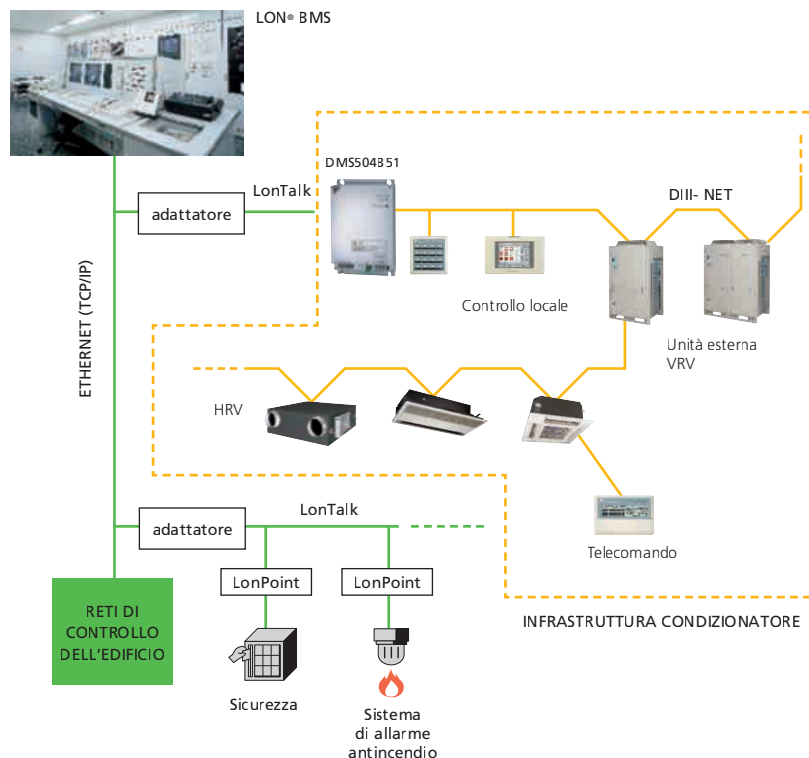 LON® BMS
DMS504B51
LonTalk
adattatore
DIII- NET
ETHERNET (TCP/IP)
Controllo locale
Unità esterna
VRV
HRV
LonTalk
adattatore
Telecomando
LonPoint
LonPoint
RETI DI
CONTROLLO
DELL'EDIFICIO
INFRASTRUTTURA CONDIZIONATORE
Sicurezza
Sistema
di allarme
antincendio